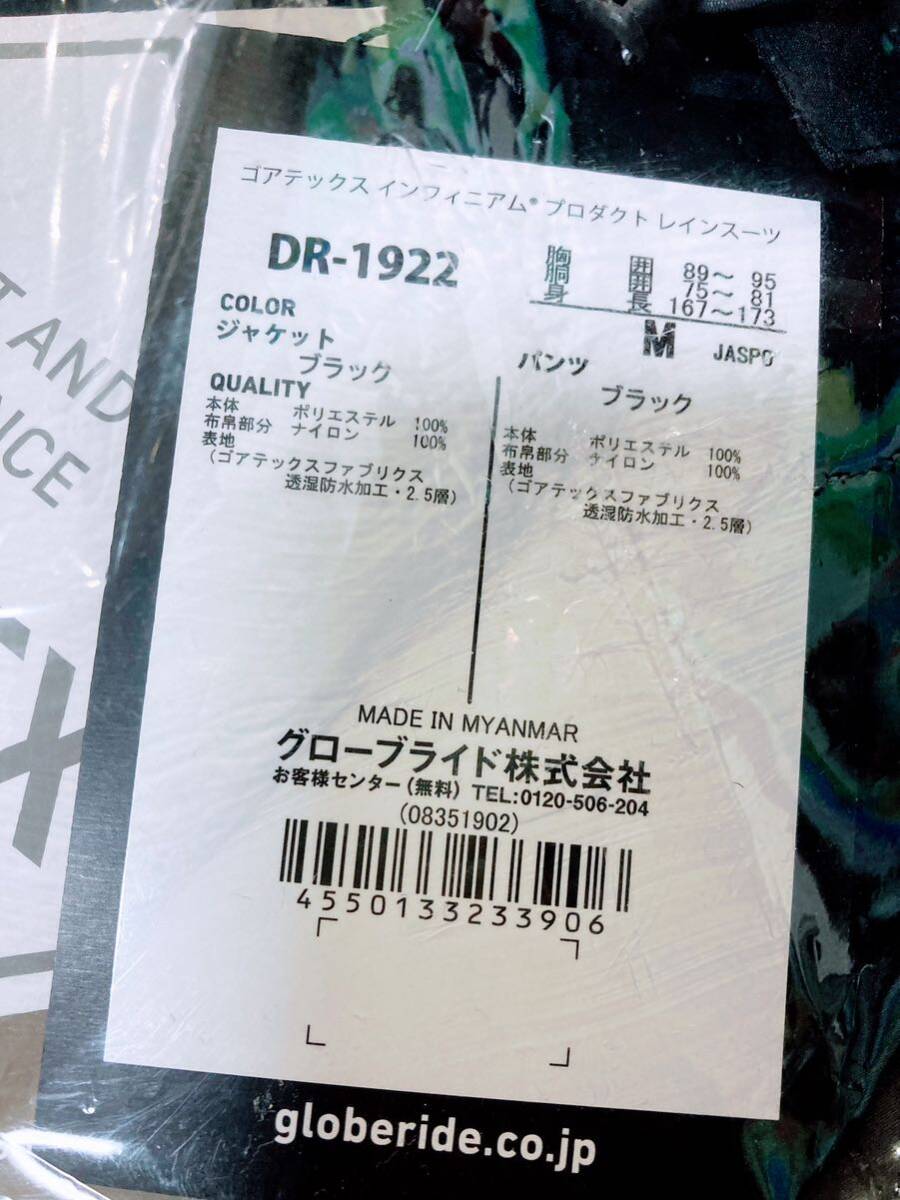 T AND
NCE
X
ゴアテックス インフィニアム® プロダクト レインスーツ
DR-1922
胸 囲 89～ 95
胴 囲 75～ 81
身 長 167～173
M JASPO
COLOR
ジャケット
ブラック
QUALITY
本体 ポリエステル 100%
布帛部分 ナイロン 100%
表地
(ゴアテックスファブリクス
透湿防水加工・2.5層)
パンツ
ブラック
本体 ポリエステル 100%
布帛部分 ナイロン 100%
表地
(ゴアテックスファブリクス
透湿防水加工・2.5層)
MADE IN MYANMAR
グローブライド株式会社
お客様センター(無料) TEL:0120-506-204
(08351902)
4550133233906
globeride.co.jp